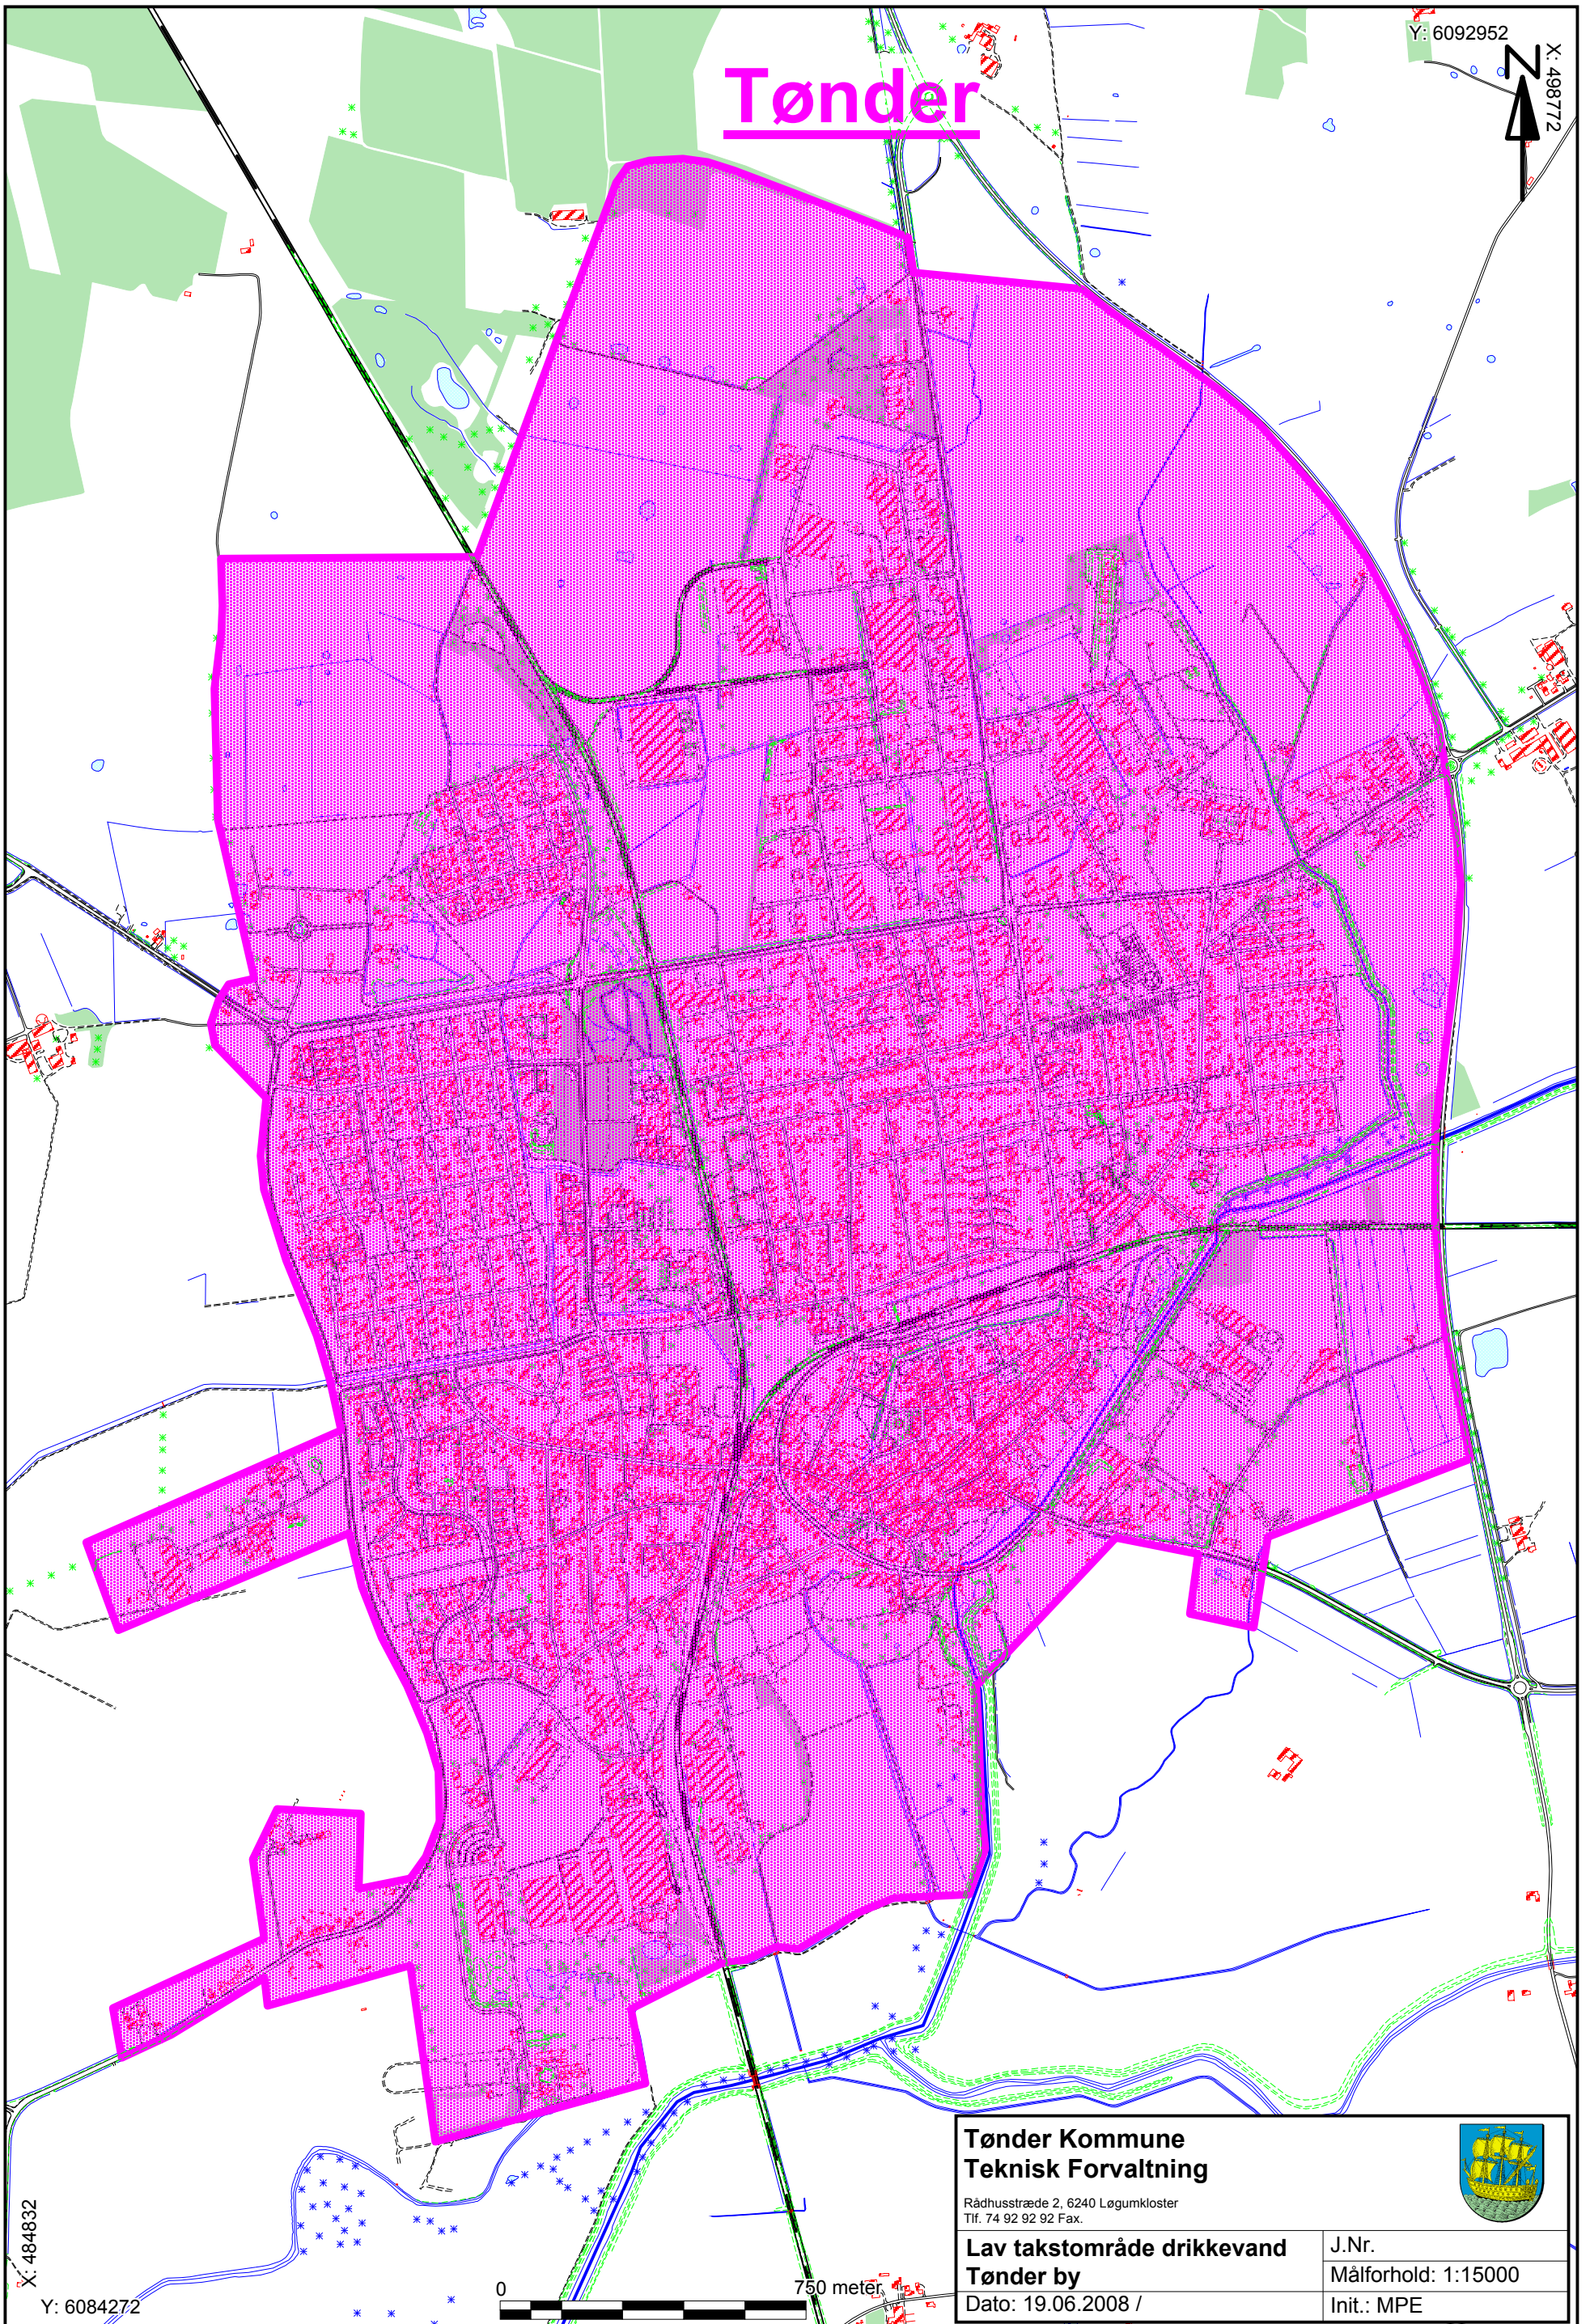 Tønder
Y: 6092952
X: 498772
N
X: 484832
Y: 6084272
0
750 meter
Tønder Kommune
Teknisk Forvaltning
Rådhusstræde 2, 6240 Løgumkloster
Tlf. 74 92 92 92 Fax.
Lav takstområde drikkevand
Tønder by
J.Nr.
Målforhold: 1:15000
Dato: 19.06.2008 /
Init.: MPE